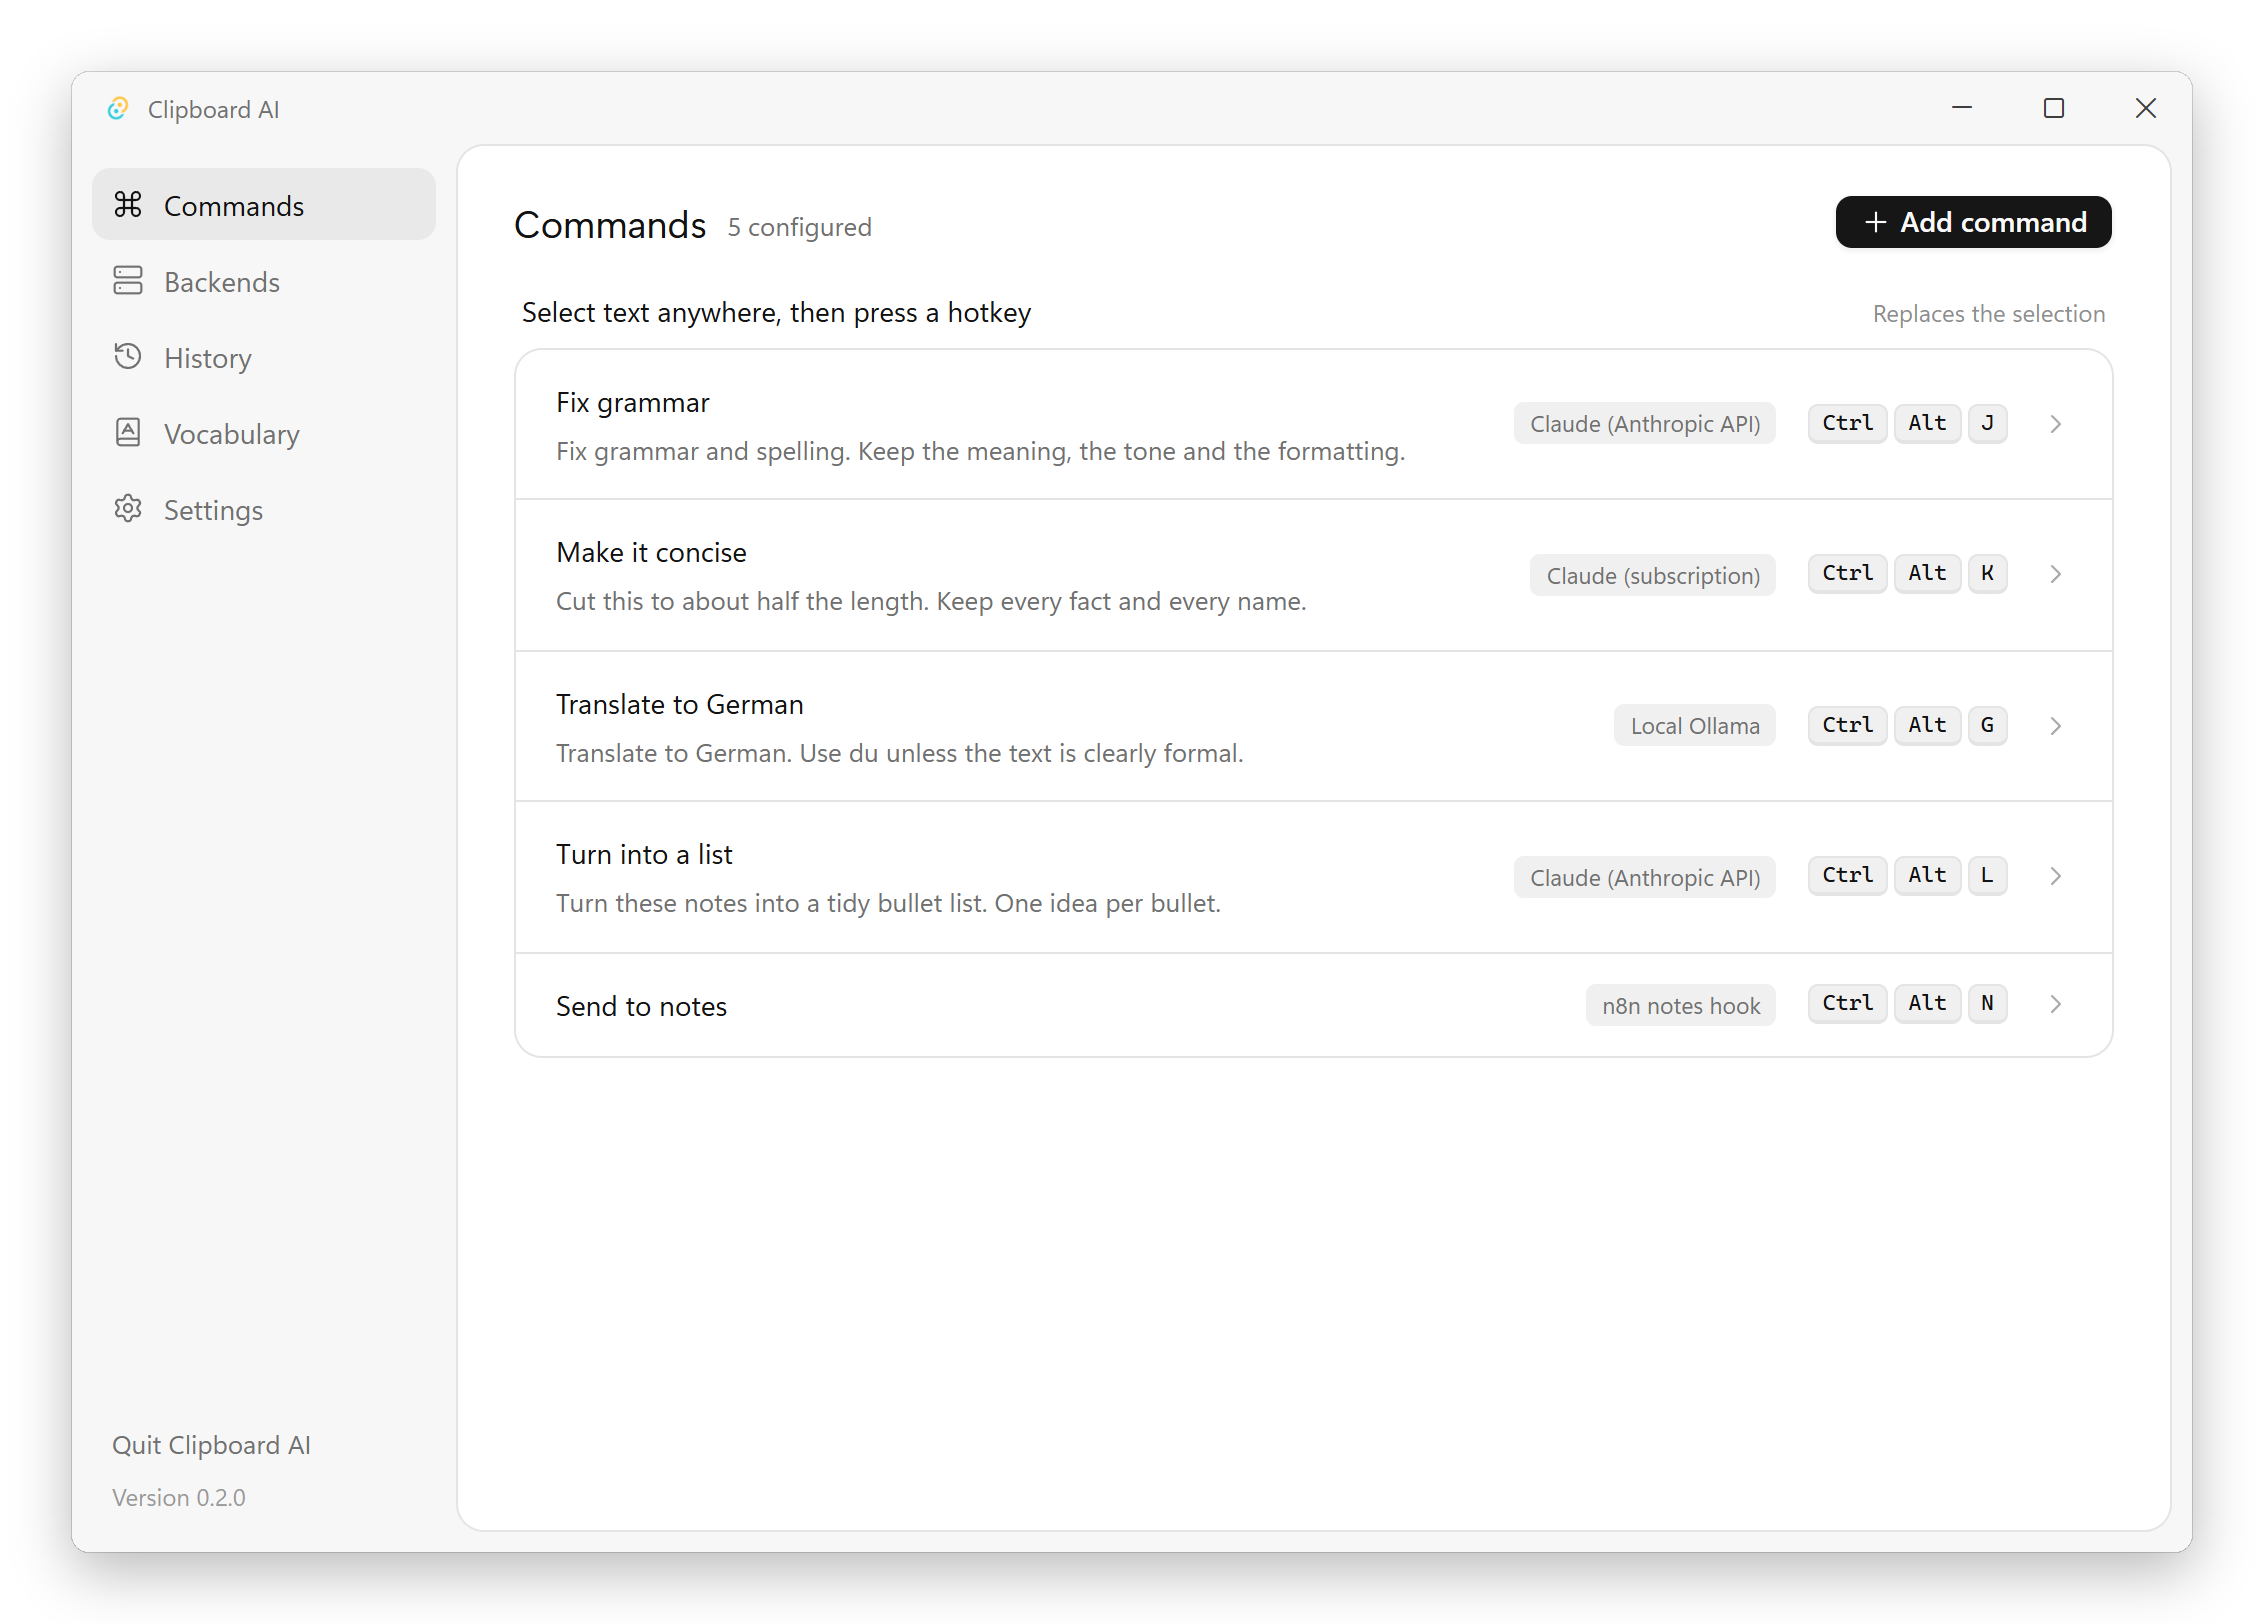 Clipboard AI
Commands
Backends
History
Vocabulary
Settings
Quit Clipboard AI
Version 0.2.0
Commands 5 configured
Add command
Select text anywhere, then press a hotkey
Replaces the selection
Fix grammar
Fix grammar and spelling. Keep the meaning, the tone and the formatting.
Claude (Anthropic API) Ctrl Alt J
Make it concise
Cut this to about half the length. Keep every fact and every name.
Claude (subscription) Ctrl Alt K
Translate to German
Translate to German. Use du unless the text is clearly formal.
Local Ollama Ctrl Alt G
Turn into a list
Turn these notes into a tidy bullet list. One idea per bullet.
Claude (Anthropic API) Ctrl Alt L
Send to notes
n8n notes hook Ctrl Alt N